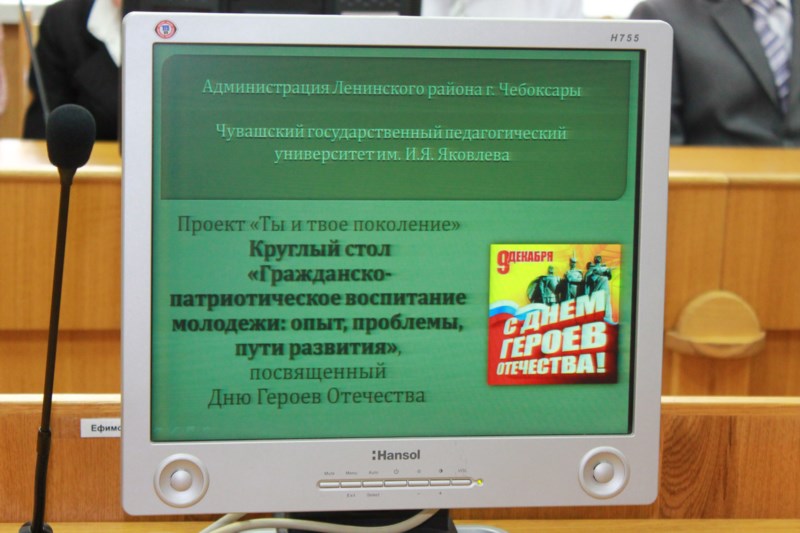 H755
Администрация Ленинского района г. Чебоксары
Чувашский государственный педагогический
университет им. И.Я. Яковлева
Проект «Ты и твое поколение»
Круглый стол
«Гражданско-
патриотическое воспитание
молодежи: опыт, проблемы,
пути развития»,
посвященный
Дню Героев Отечества
9 ДЕКАБРЯ
С ДНЕМ
ГЕРОЕВ
ОТЕЧЕСТВА!
Hansol